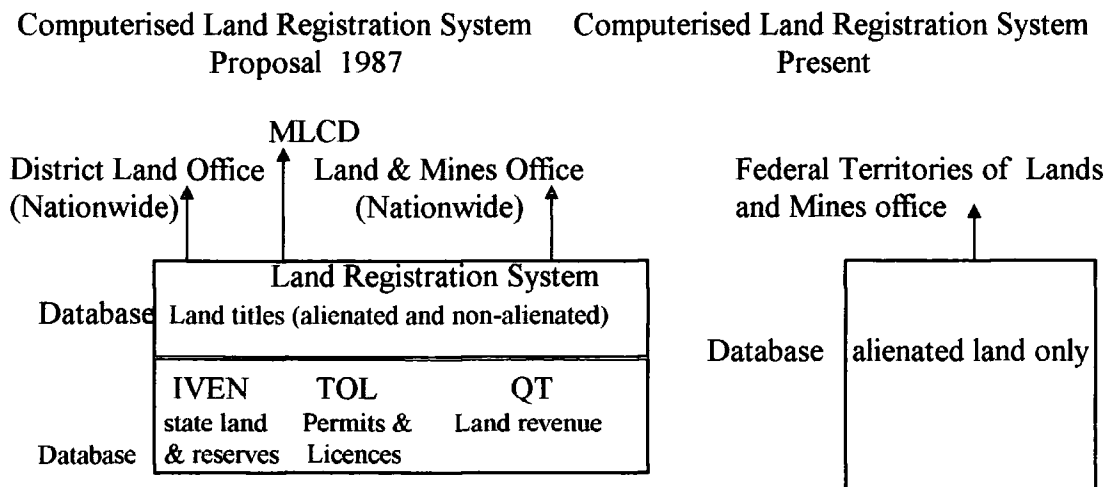 Computerised Land Registration System
Proposal 1987
MLCD
District Land Office
(Nationwide)
Land & Mines Office
(Nationwide)
Land Registration System
Database
Land titles (alienated and non-alienated)
IVEN
state land
& reserves
TOL
Permits &
Licences
QT
Land revenue
Database
Computerised Land Registration System
Present
Federal Territories of Lands
and Mines office
Database
alienated land only